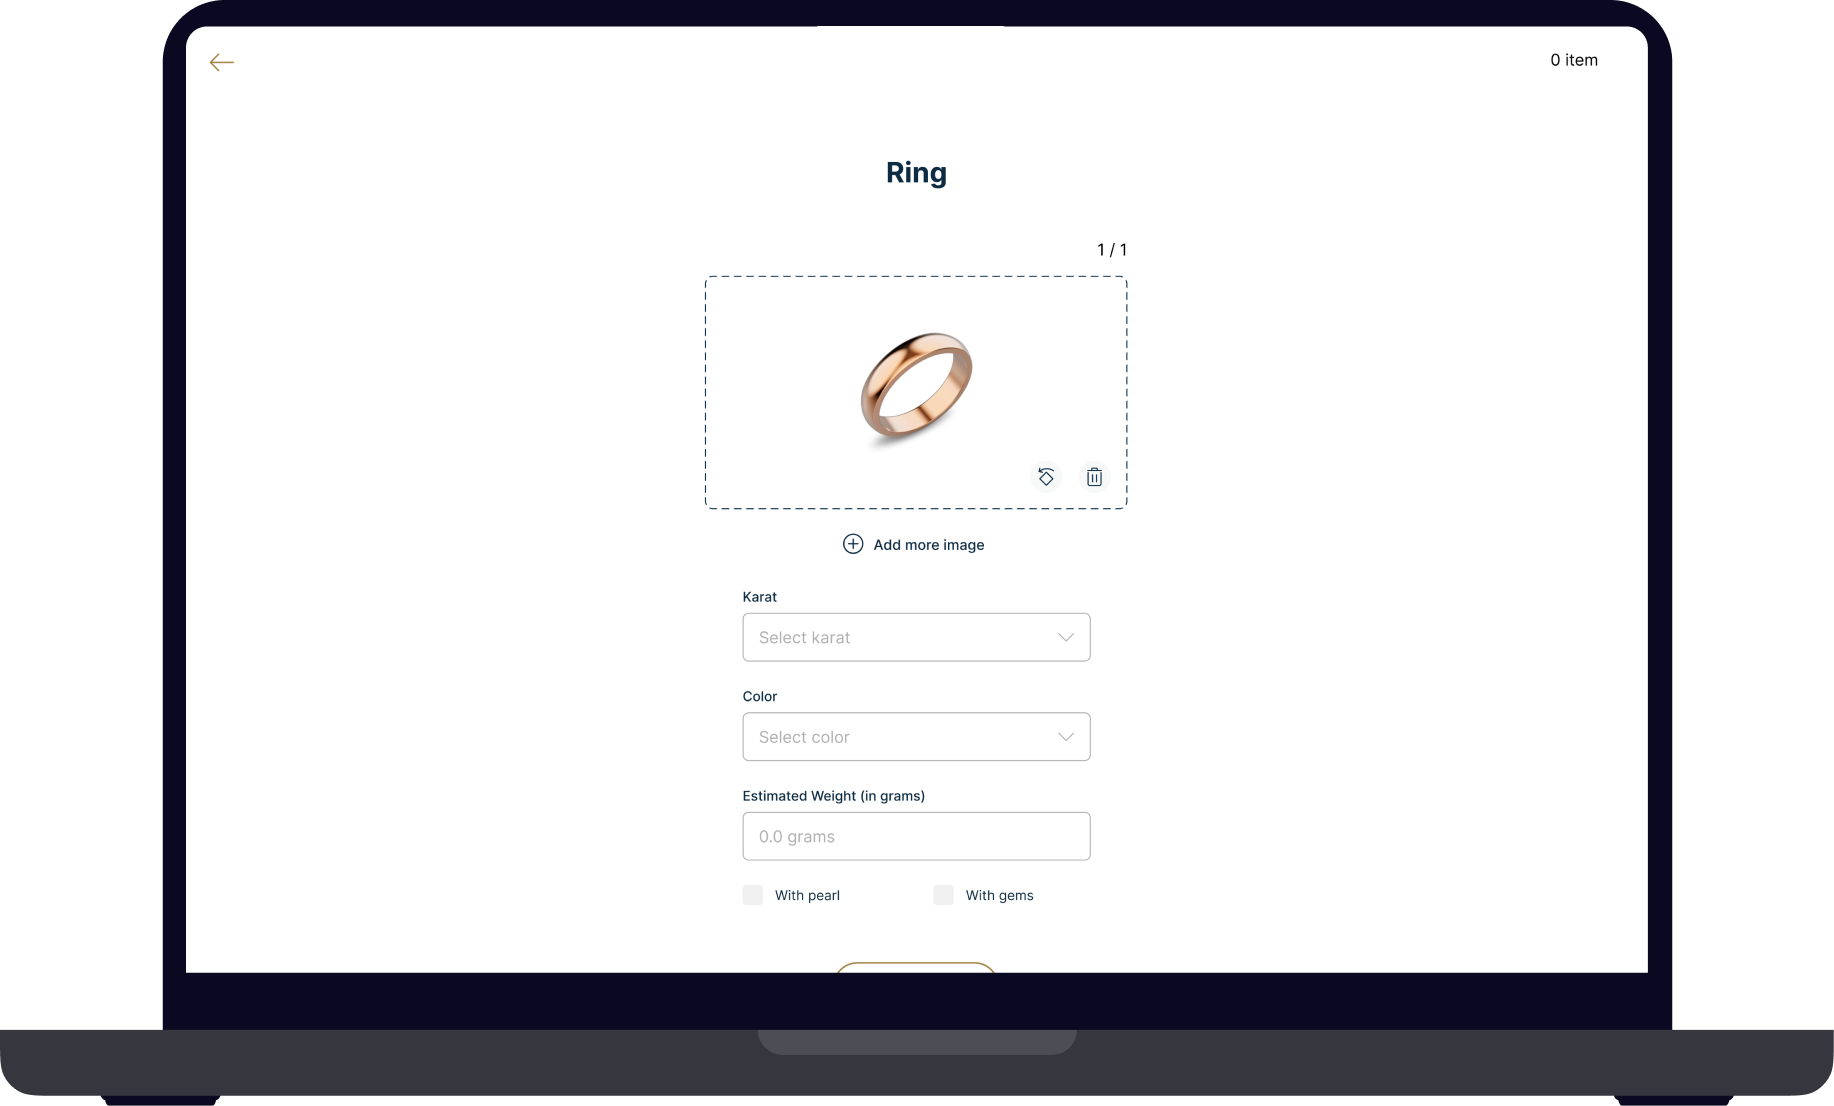 0 item
Ring
1 / 1
Add more image
Karat
Select karat
Color
Select color
Estimated Weight (in grams)
0.0 grams
With pearl
With gems